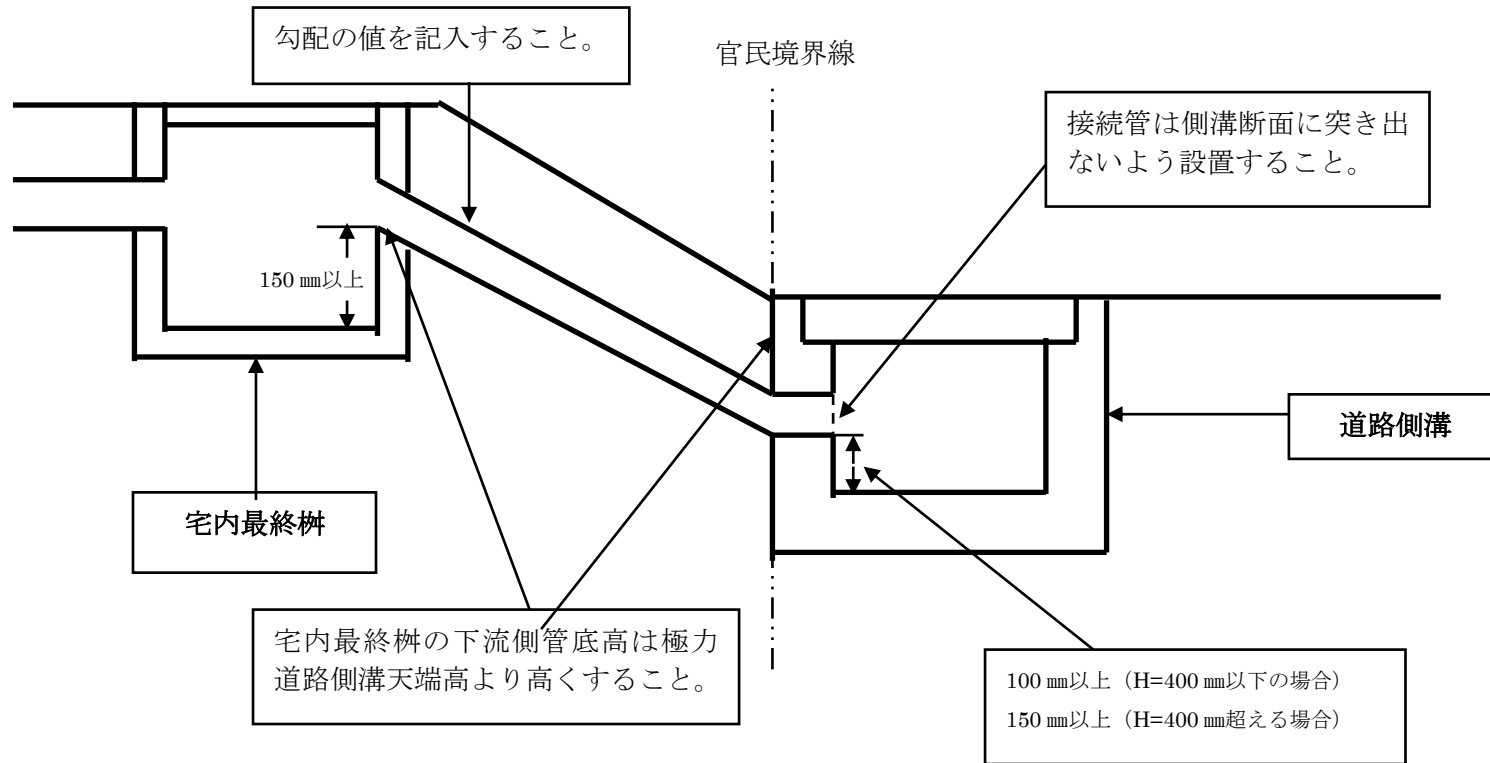 勾配の値を記入すること。
官民境界線
接続管は側溝断面に突き出
ないよう設置すること。
150 ㎜以上
道路側溝
宅内最終桝
宅内最終桝の下流側管底高は極力
道路側溝天端高より高くすること。
100 ㎜以上（H=400 ㎜以下の場合）
150 ㎜以上（H=400 ㎜超える場合）